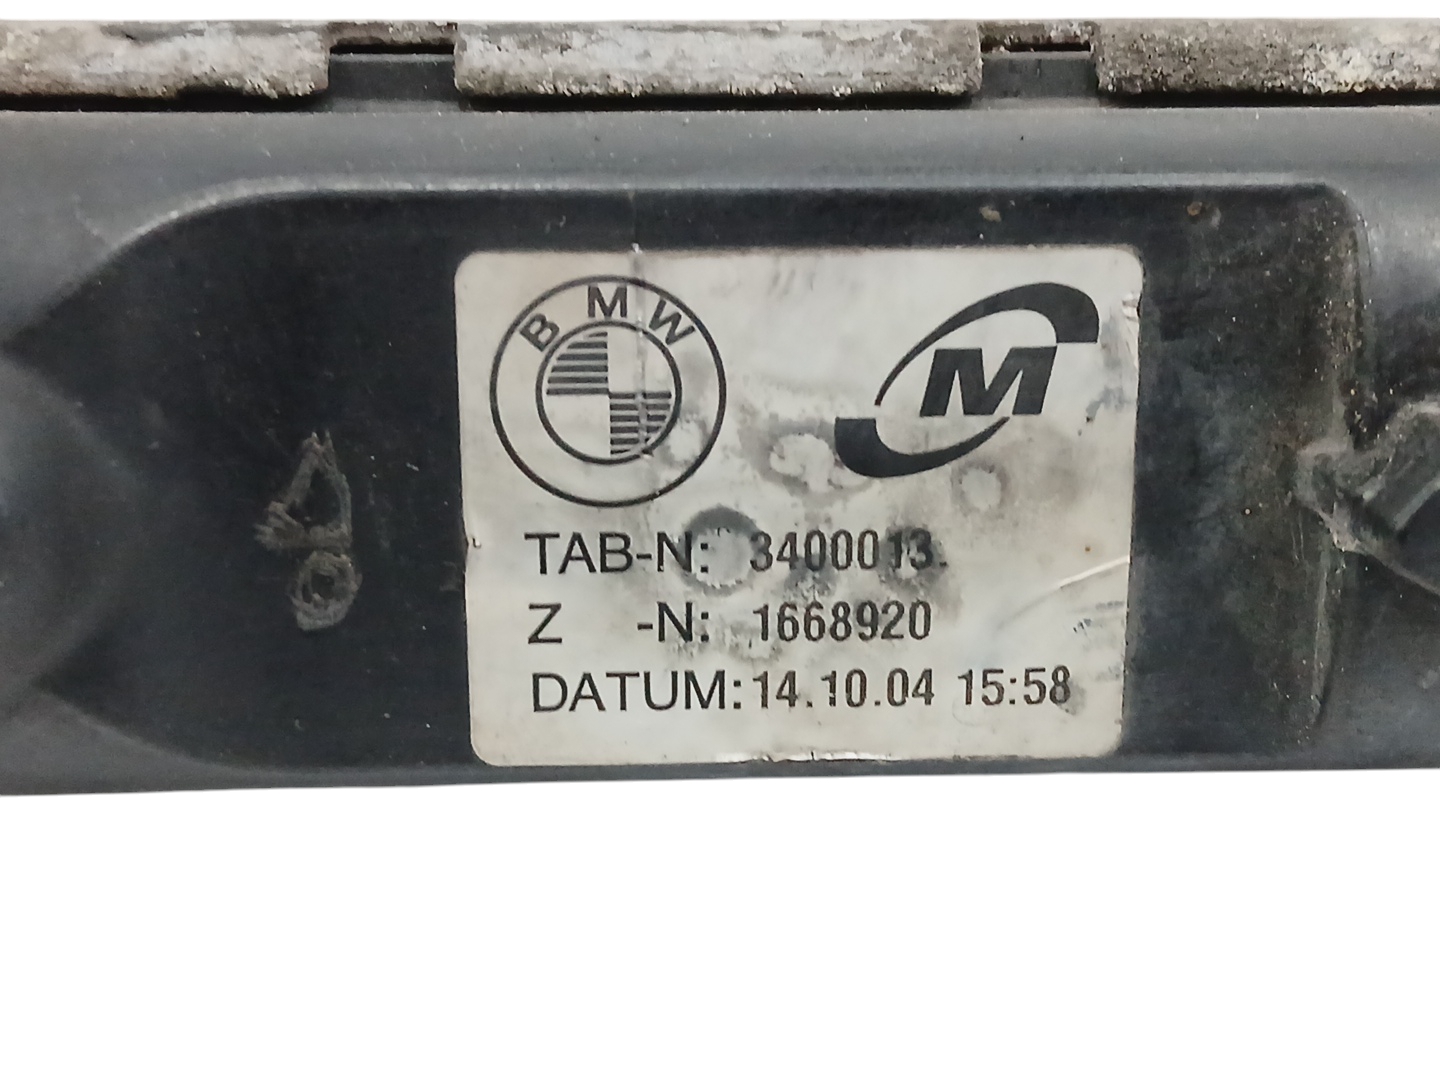 BMW
M
TAB-N: 3400013.
Z -N: 1668920
DATUM: 14.10.04 15:58